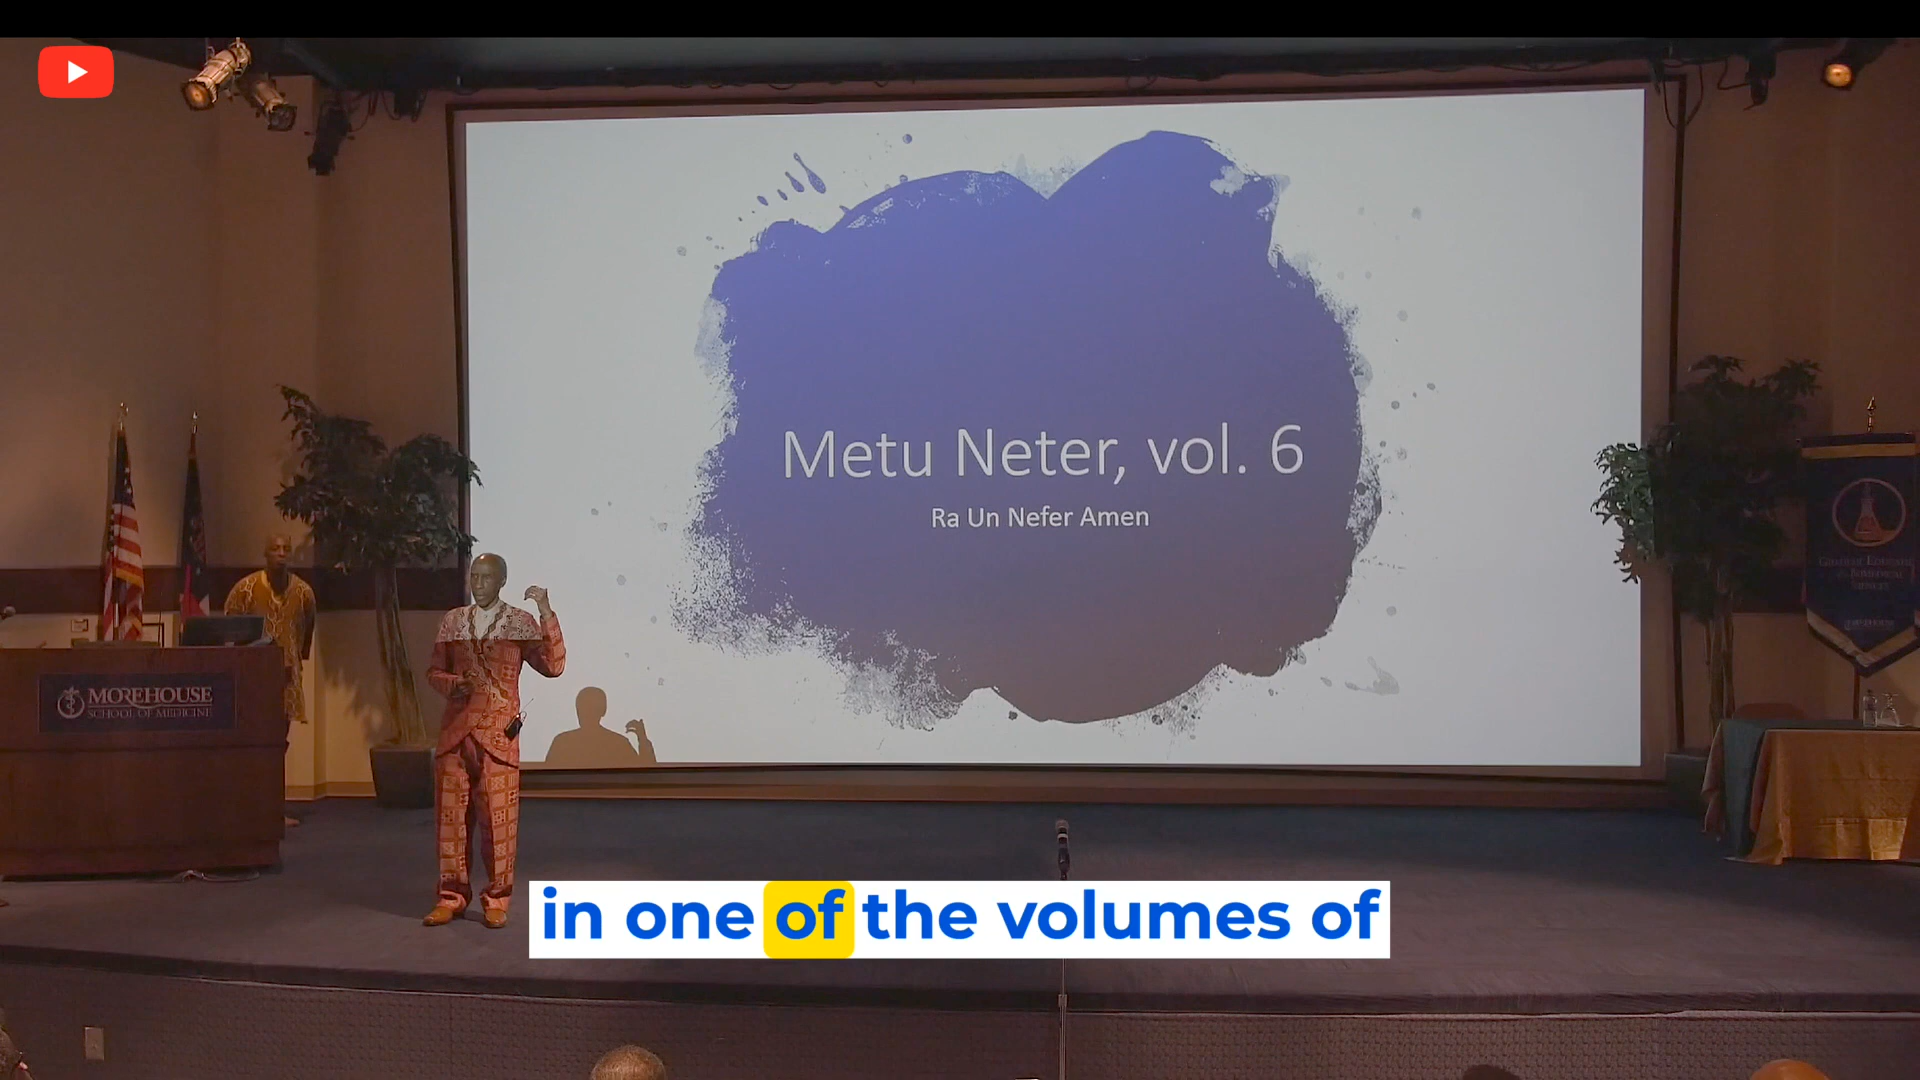 Metu Neter, vol. 6
Ra Un Nefer Amen
MOREHOUSE
SCHOOL OF MEDICINE
in one of the volumes of